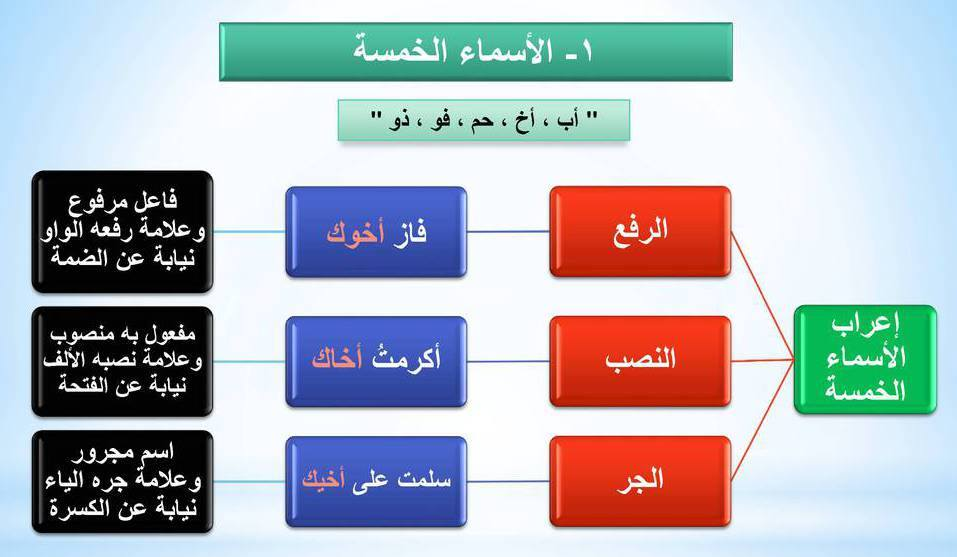 ١- الأسماء الخمسة
" أب ، أخ ، حم ، فو ، ذو "
إعراب
الأسماء
الخمسة
الرفع
فاز أخوك
فاعل مرفوع
وعلامة رفعه الواو
نيابة عن الضمة
النصب
أكرمتُ أخاك
مفعول به منصوب
وعلامة نصبه الألف
نيابة عن الفتحة
الجر
سلمت على أخيك
اسم مجرور
وعلامة جره الياء
نيابة عن الكسرة